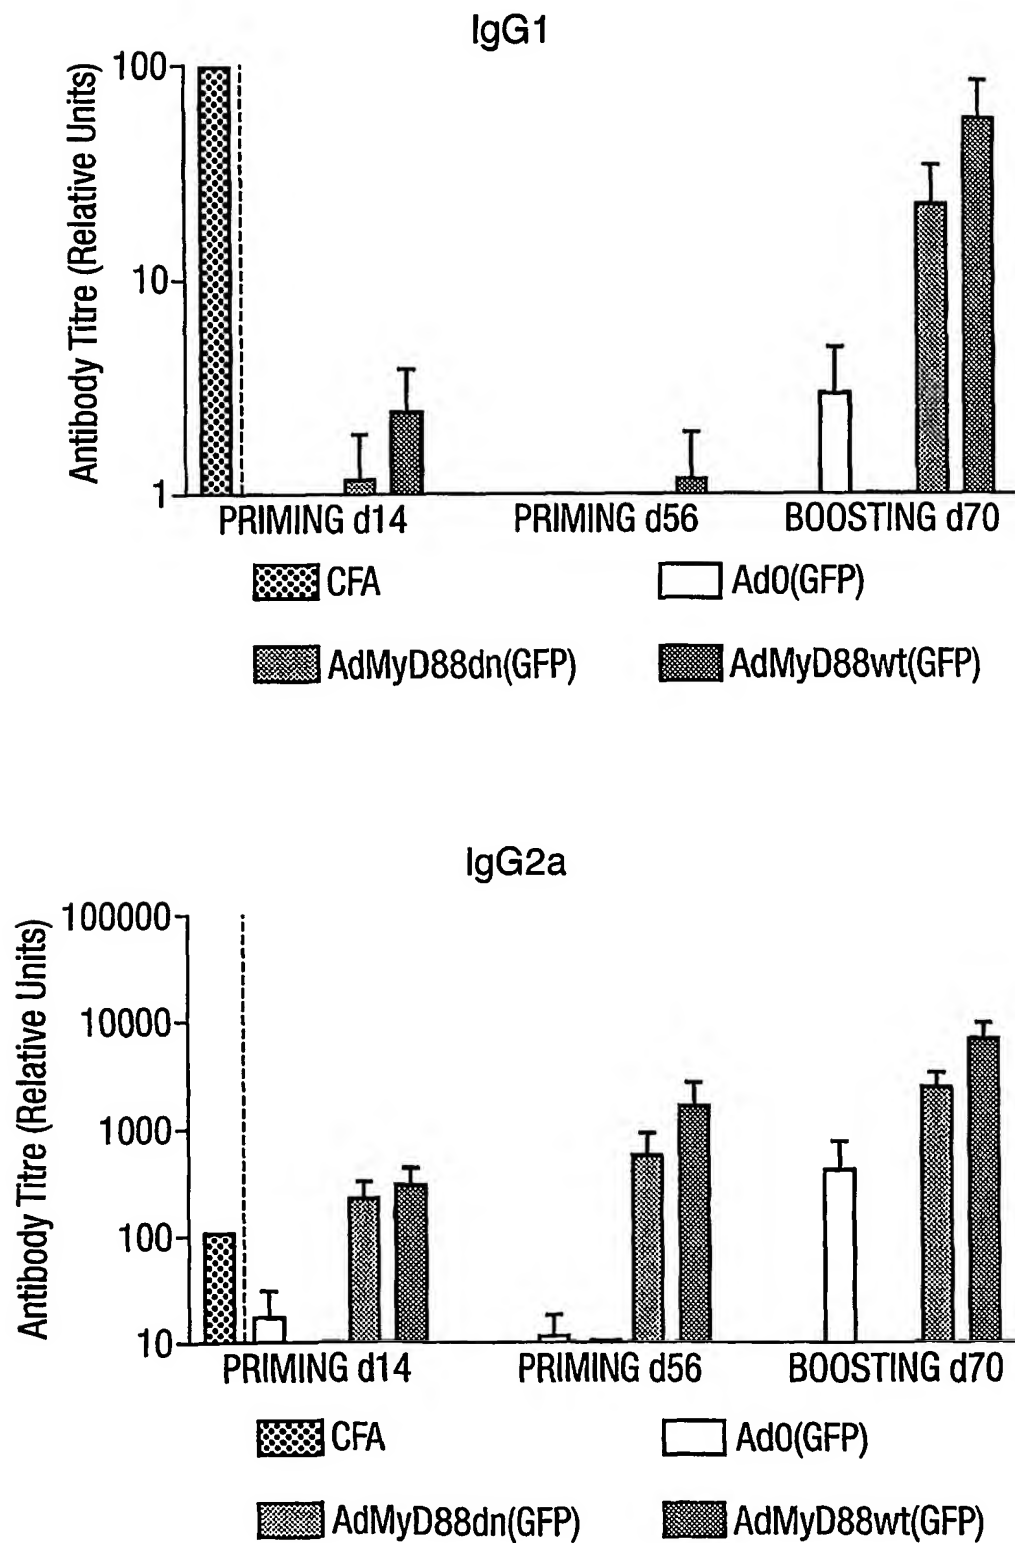 IgG1
Antibody Titre (Relative Units)
100
10
1
PRIMING d14 PRIMING d56 BOOSTING d70
CFA Ad0(GFP)
AdMyD88dn(GFP) AdMyD88wt(GFP)
IgG2a
Antibody Titre (Relative Units)
100000
10000
1000
100
10
PRIMING d14 PRIMING d56 BOOSTING d70
CFA Ad0(GFP)
AdMyD88dn(GFP) AdMyD88wt(GFP)